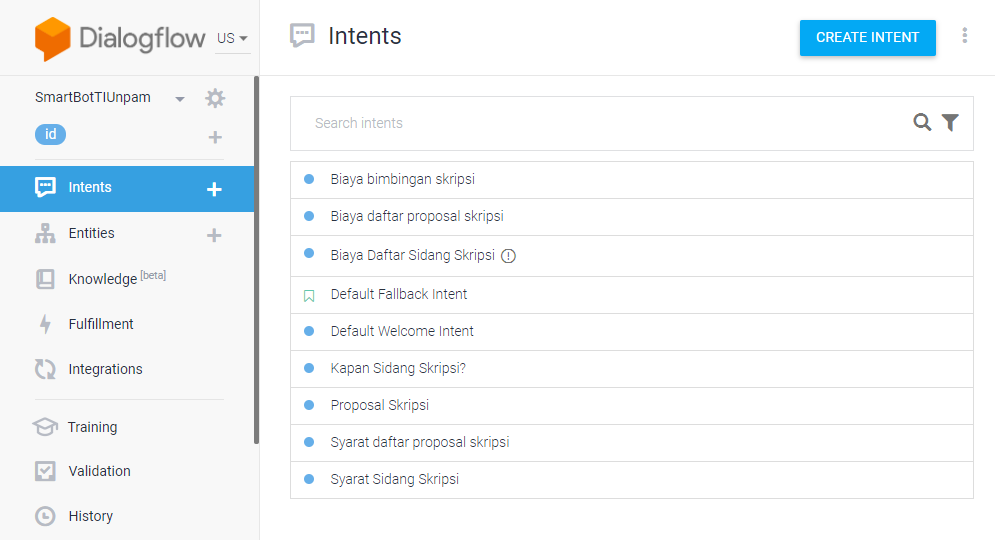 Dialogflow
US
Intents
CREATE INTENT
SmartBotTIUnpam
id
Intents
Entities
Knowledge [beta]
Fulfillment
Integrations
Training
Validation
History
Search intents
Biaya bimbingan skripsi
Biaya daftar proposal skripsi
Biaya Daftar Sidang Skripsi
Default Fallback Intent
Default Welcome Intent
Kapan Sidang Skripsi?
Proposal Skripsi
Syarat daftar proposal skripsi
Syarat Sidang Skripsi